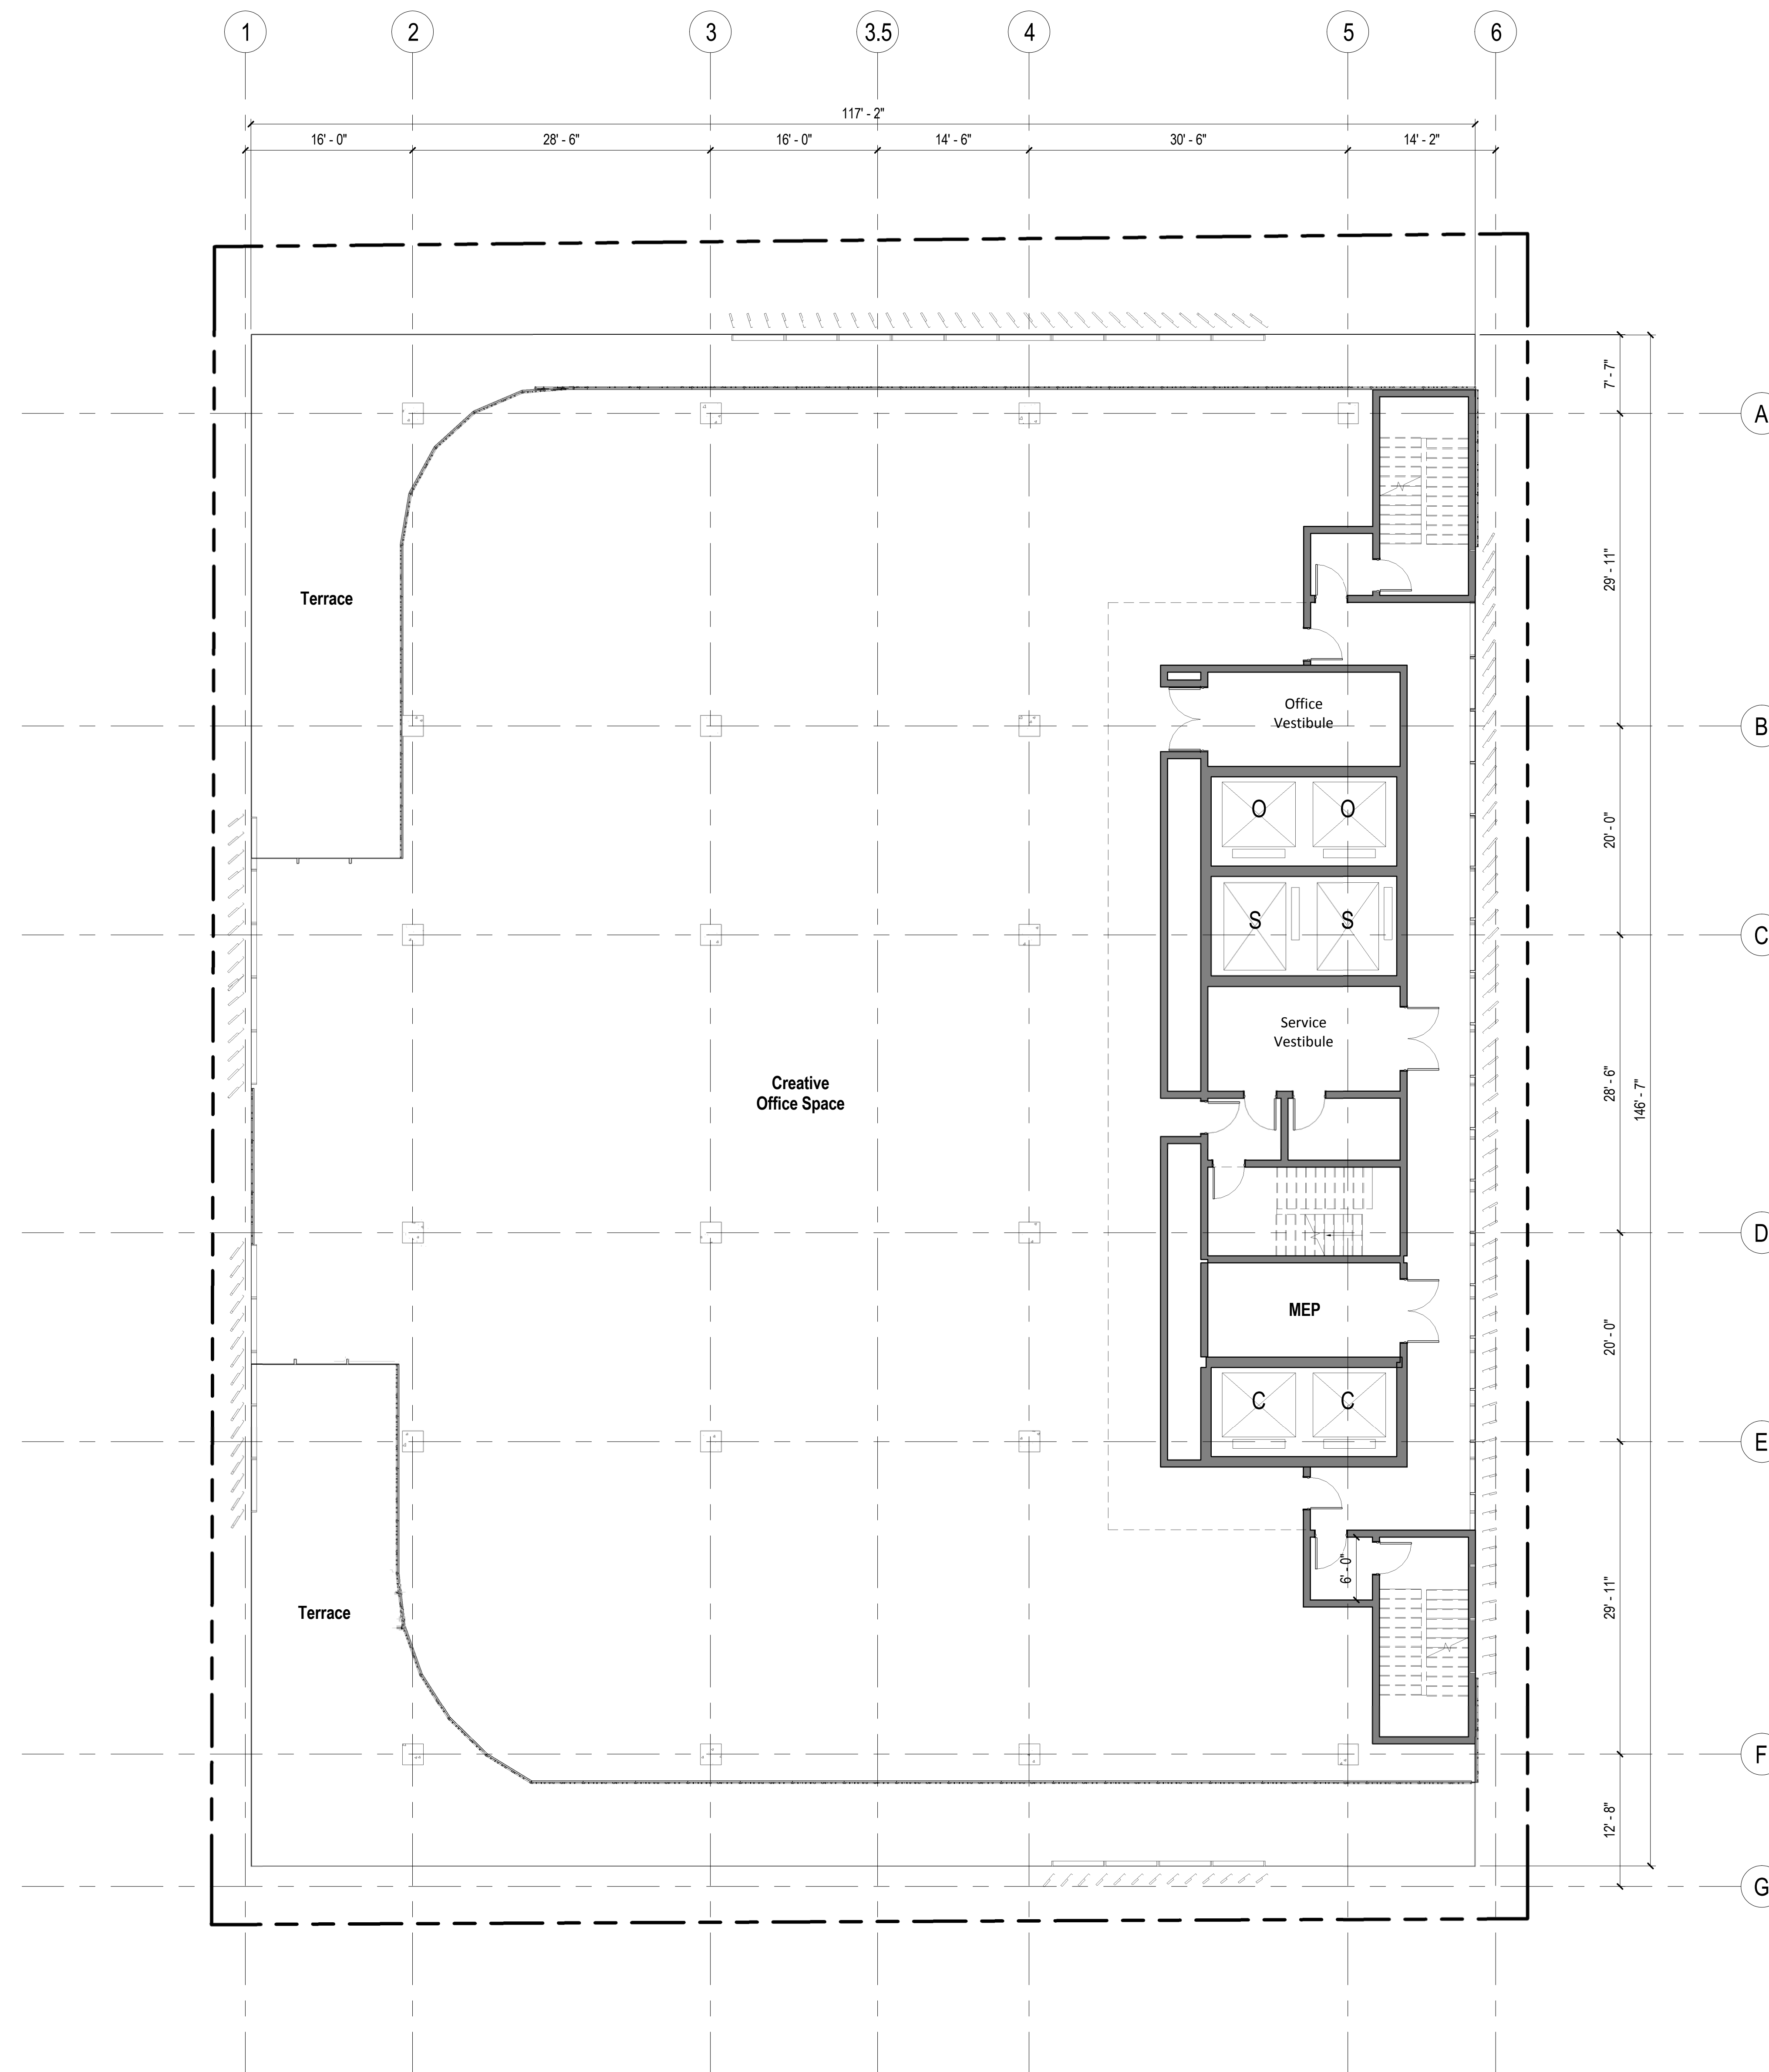 1 2 3 3.5 4 5 6
117' - 2"
16' - 0" 28' - 6" 16' - 0" 14' - 6" 30' - 6" 14' - 2"
7' - 7"
A
29' - 11"
Terrace
Office
Vestibule
B
O O
20' - 0"
S S
C
Service
Vestibule
28' - 6"
146' - 7"
Creative
Office Space
D
MEP
20' - 0"
C C
E
6' - 0"
29' - 11"
Terrace
F
12' - 8"
G